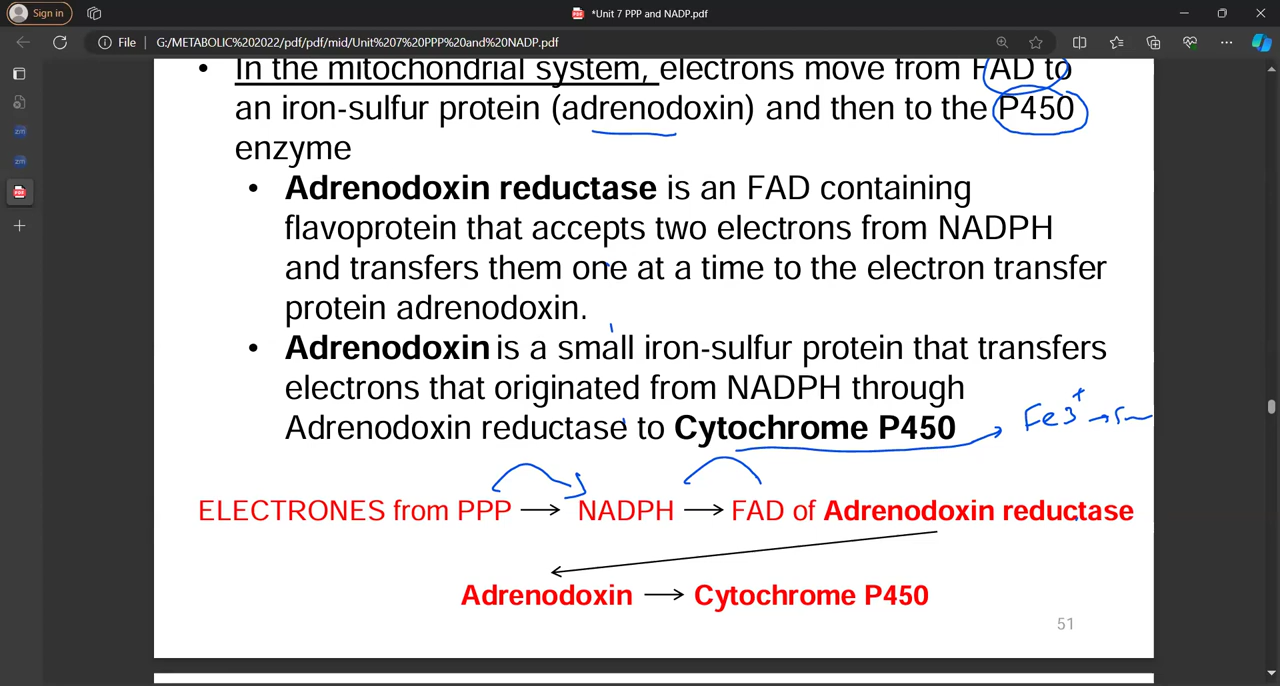 Sign in
*Unit 7 PPP and NADP.pdf
File
G:/METABOLIC%202022/pdf/pdf/mid/Unit%207%20PPP%20and%20NADP.pdf
• In the mitochondrial system, electrons move from FAD to
an iron-sulfur protein (adrenodoxin) and then to the P450
enzyme
• Adrenodoxin reductase is an FAD containing
flavoprotein that accepts two electrons from NADPH
and transfers them one at a time to the electron transfer
protein adrenodoxin.
• Adrenodoxin is a small iron-sulfur protein that transfers
electrons that originated from NADPH through
Adrenodoxin reductase to Cytochrome P450
Fe3+ →
ELECTRONES from PPP → NADPH → FAD of Adrenodoxin reductase
Adrenodoxin → Cytochrome P450
51